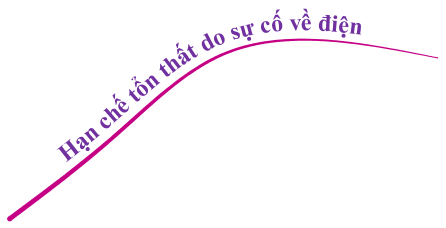 Hạn chế tổn thất do sự cố về điện